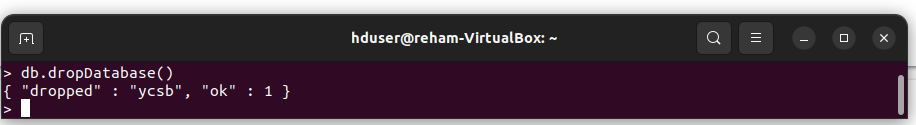 hduser@reham-VirtualBox: ~
> db.dropDatabase()
{ "dropped" : "ycsb", "ok" : 1 }
>